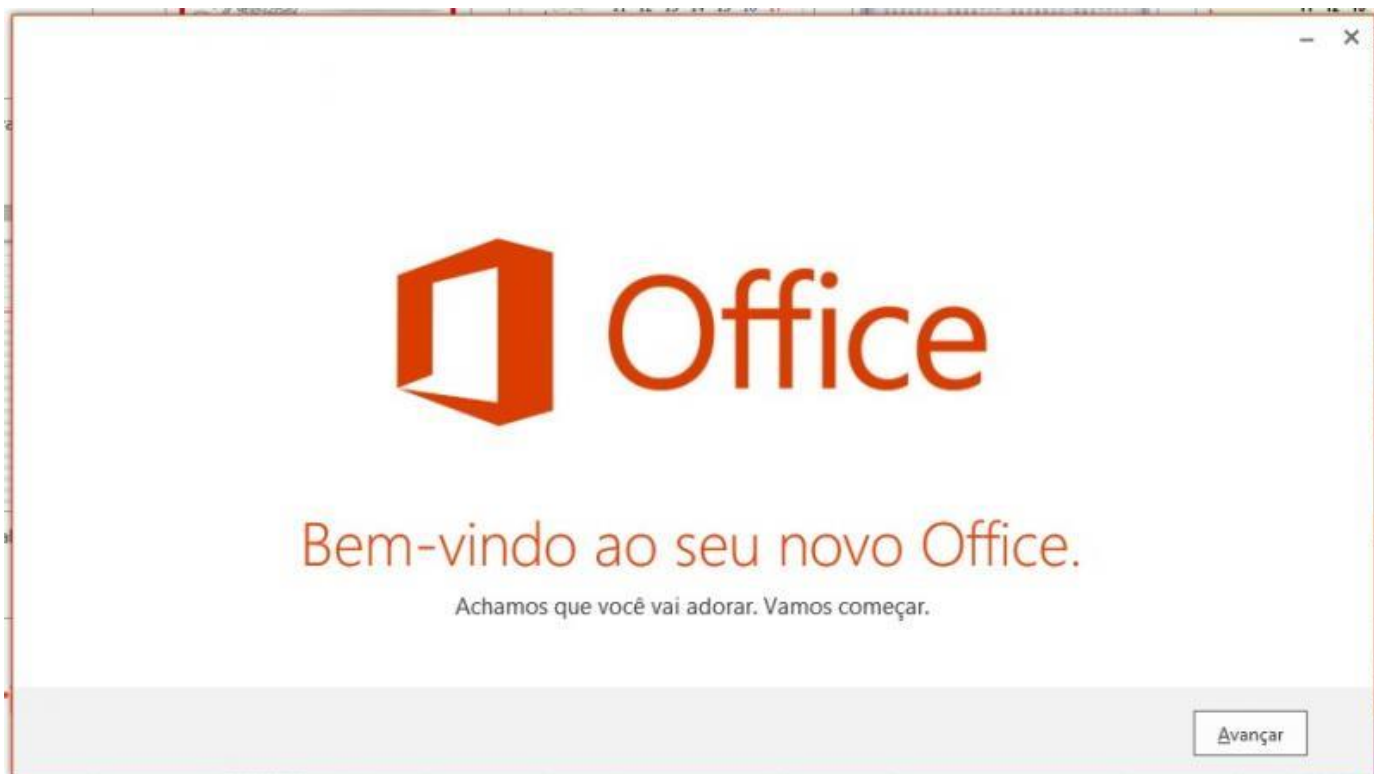 Office
Bem-vindo ao seu novo Office.
Achamos que você vai adorar. Vamos começar.
Avançar